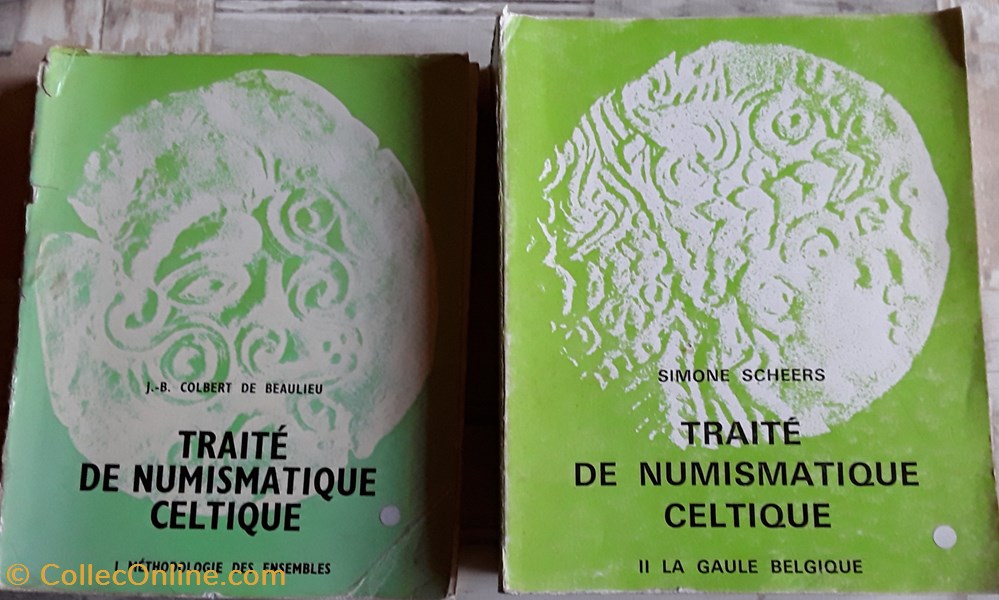 J.-B. COLBERT DE BEAULIEU
TRAITÉ
DE NUMISMATIQUE
CELTIQUE
I MÉTHODOLOGIE DES ENSEMBLES
SIMONE SCHEERS
TRAITÉ
DE NUMISMATIQUE
CELTIQUE
II LA GAULE BELGIQUE
© CollecOnline.com